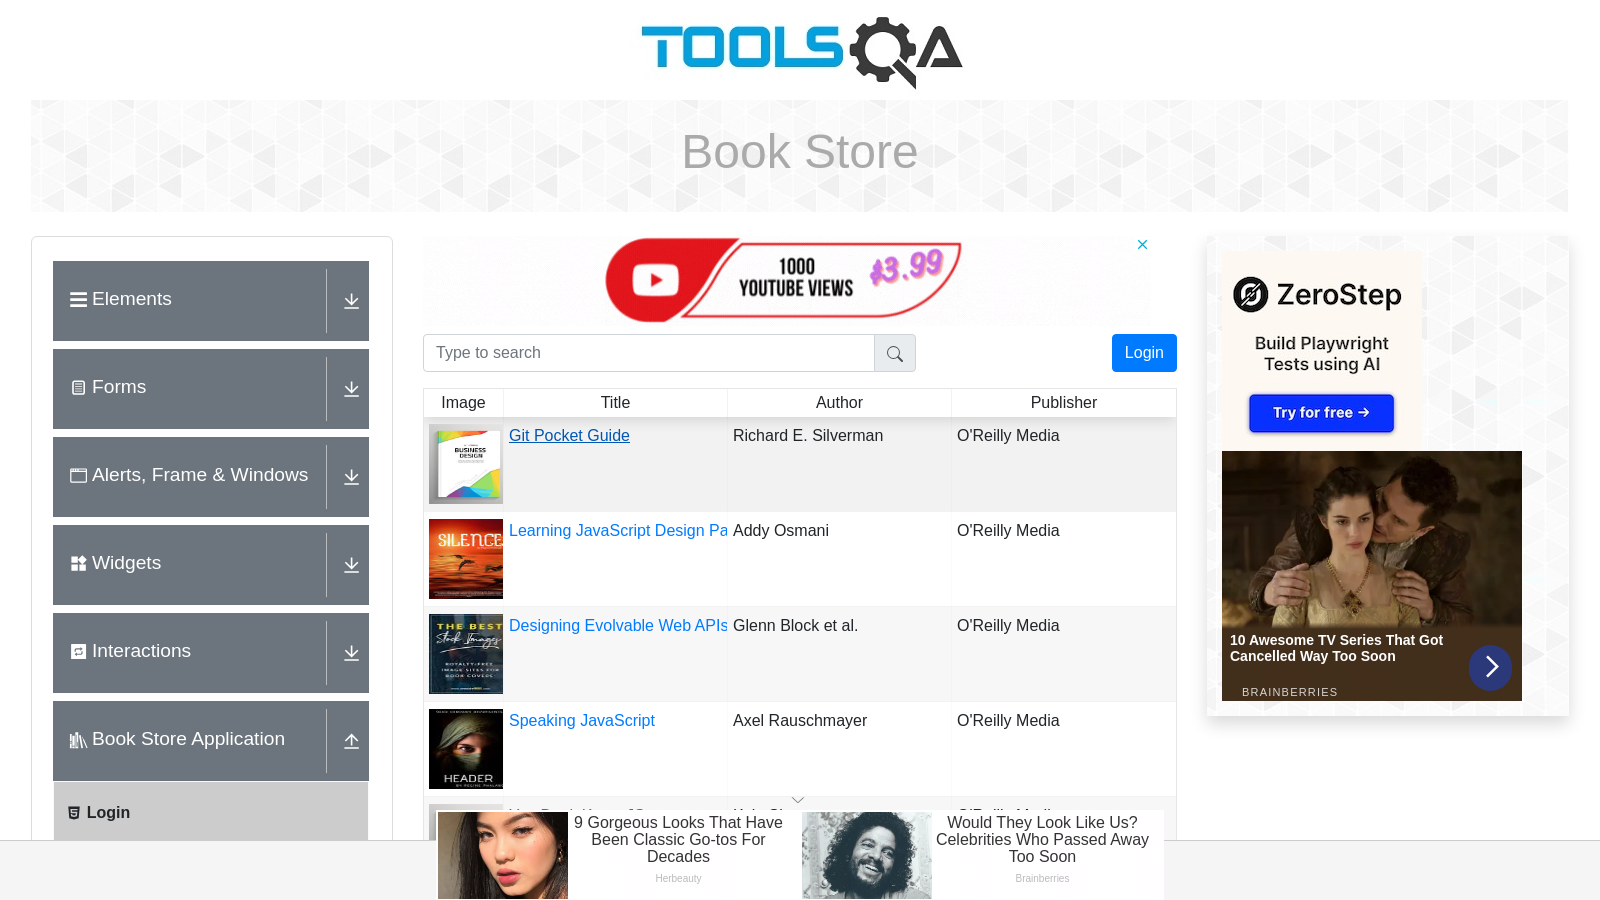 TOOLSQA
Book Store
Elements
Forms
Alerts, Frame & Windows
Widgets
Interactions
Book Store Application
Login
1000
YOUTUBE VIEWS
$3.99
Type to search
Login
Image Title Author Publisher
BUSINESS
DESIGN
Git Pocket Guide Richard E. Silverman O'Reilly Media
SILENCE
Learning JavaScript Design Pa Addy Osmani O'Reilly Media
THE BEST
Stock Images
ROYALTY-FREE
IMAGE SITES FOR
BOOK COVERS
Designing Evolvable Web APIs Glenn Block et al. O'Reilly Media
Speaking JavaScript Axel Rauschmayer O'Reilly Media
HEADER
9 Gorgeous Looks That Have
Been Classic Go-tos For
Decades
Herbeauty
Would They Look Like Us?
Celebrities Who Passed Away
Too Soon
Brainberries
ZeroStep
Build Playwright
Tests using AI
Try for free →
10 Awesome TV Series That Got
Cancelled Way Too Soon
BRAINBERRIES